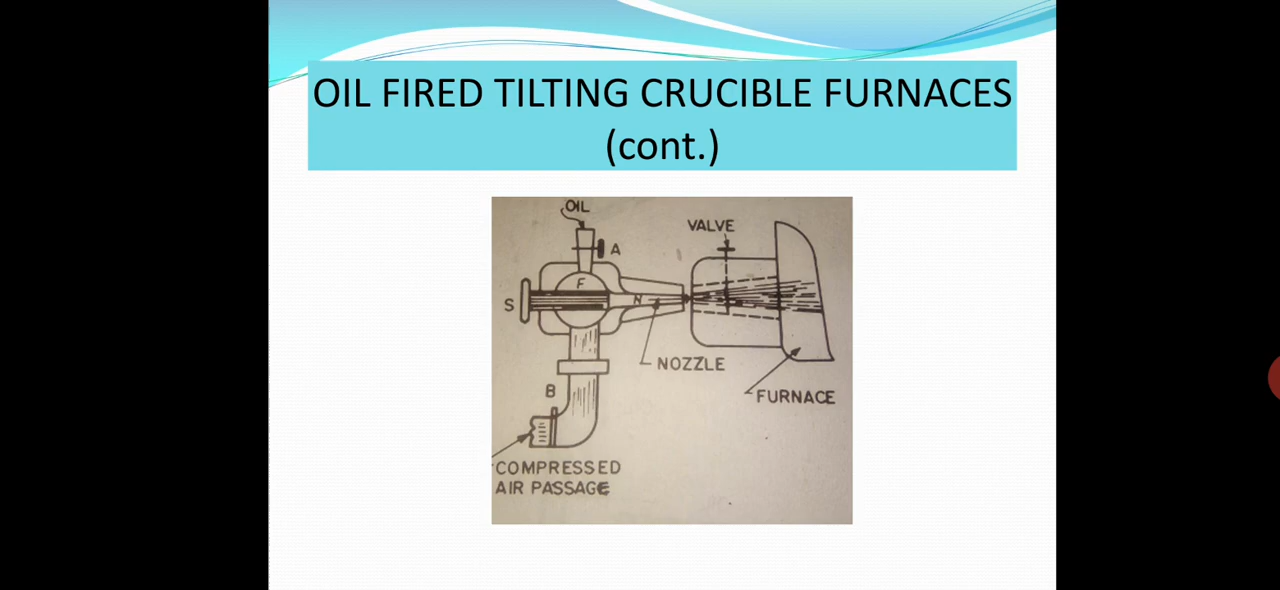 OIL FIRED TILTING CRUCIBLE FURNACES
(cont.)
OIL
A
VALVE
F
S
N
NOZZLE
B
FURNACE
COMPRESSED
AIR PASSAGE